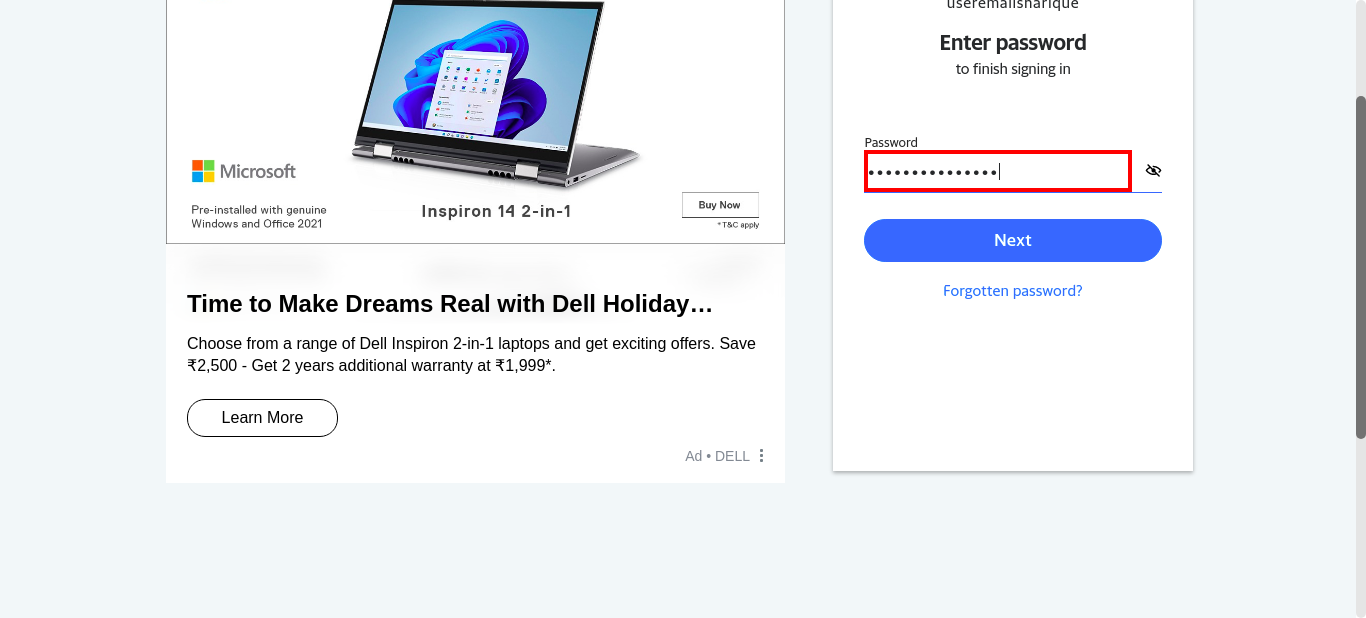 Microsoft
Pre-installed with genuine
Windows and Office 2021
Inspiron 14 2-in-1
Buy Now
*T&C apply
Time to Make Dreams Real with Dell Holiday…
Choose from a range of Dell Inspiron 2-in-1 laptops and get exciting offers. Save
₹2,500 - Get 2 years additional warranty at ₹1,999*.
Learn More
Ad • DELL
useremailsharique
Enter password
to finish signing in
Password
•••••••••••••••
Next
Forgotten password?